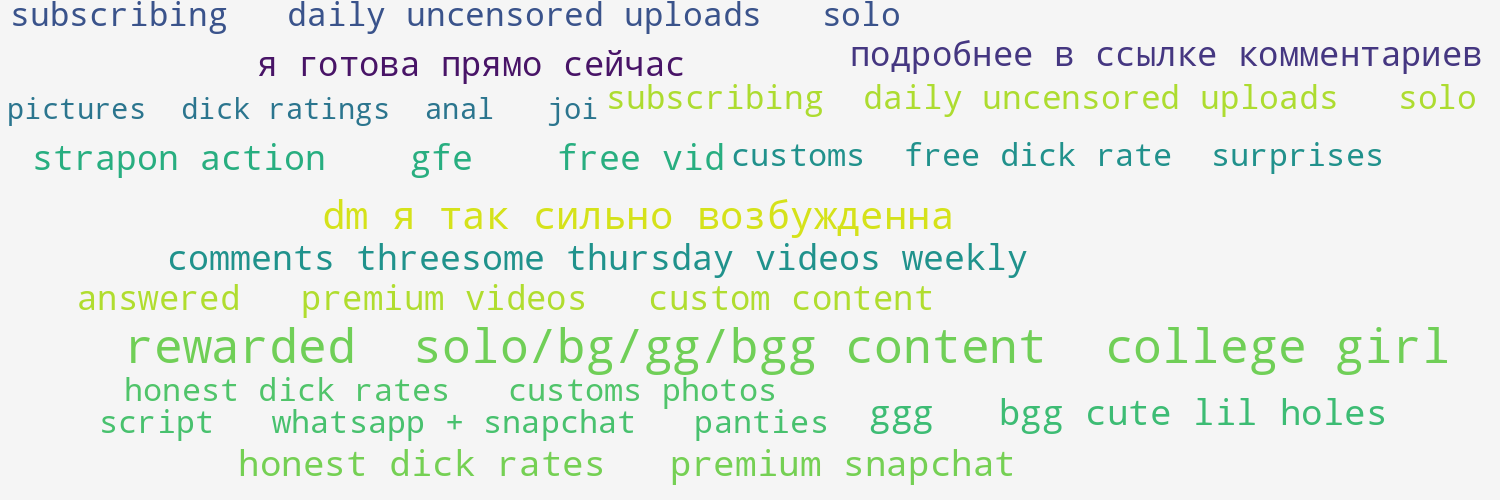 subscribing daily uncensored uploads solo
я готова прямо сейчас
подробнее в ссылке комментариев
pictures dick ratings anal joi
subscribing daily uncensored uploads solo
strapon action gfe free vid
customs free dick rate surprises
dm я так сильно возбужденна
comments threesome thursday videos weekly
answered premium videos custom content
rewarded solo/bg/gg/bgg content college girl
honest dick rates customs photos
script whatsapp + snapchat panties
ggg bgg cute lil holes
honest dick rates premium snapchat